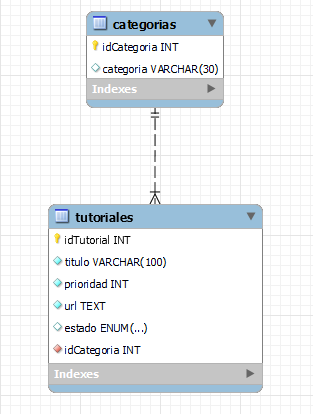 categorias
idCategoria INT
categoria VARCHAR(30)
Indexes
tutoriales
idTutorial INT
titulo VARCHAR(100)
prioridad INT
url TEXT
estado ENUM(...)
idCategoria INT
Indexes